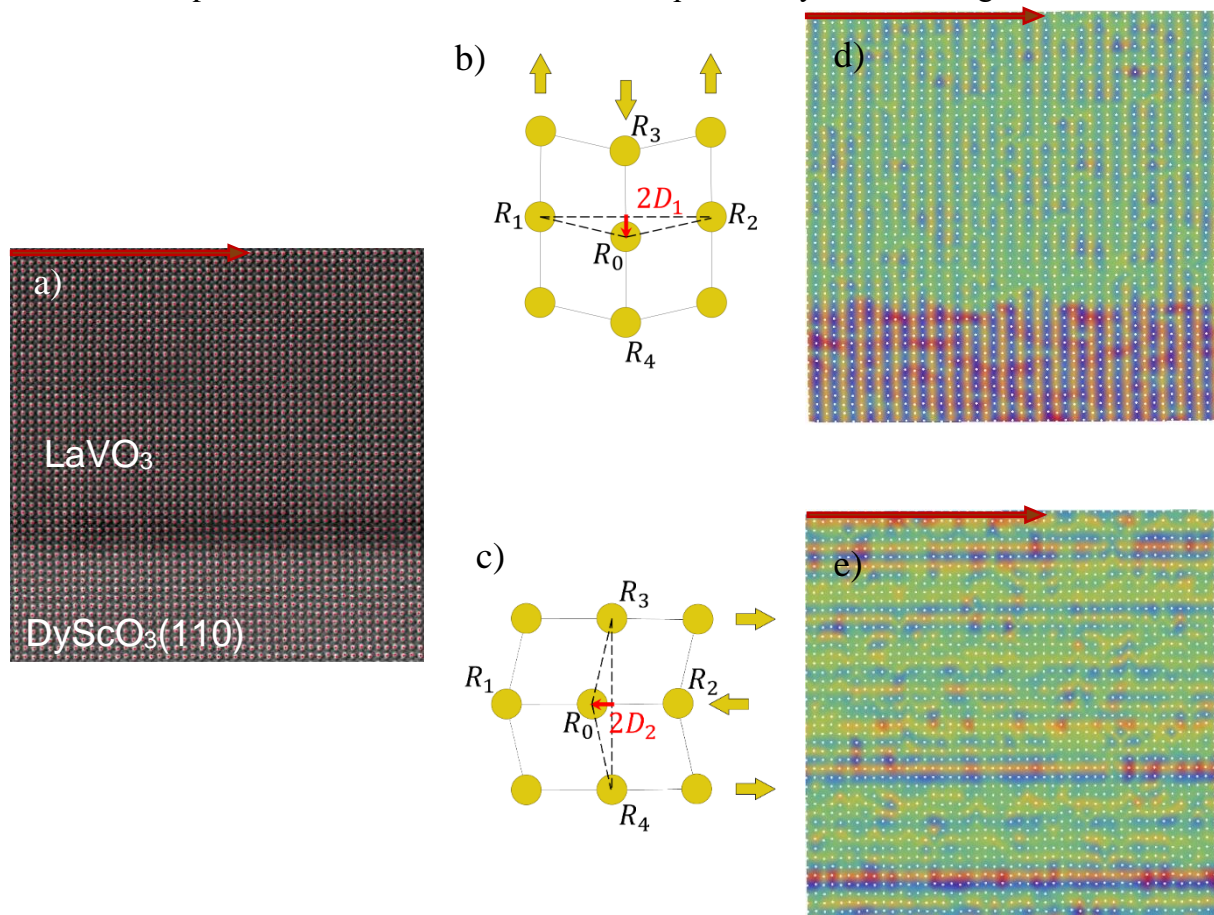 a)
LaVO₃
DyScO₃(110)
b)
R₃
2D₁
R₁
R₂
R₀
R₄
c)
R₃
R₁
R₂
R₀
2D₂
R₄
d)
e)